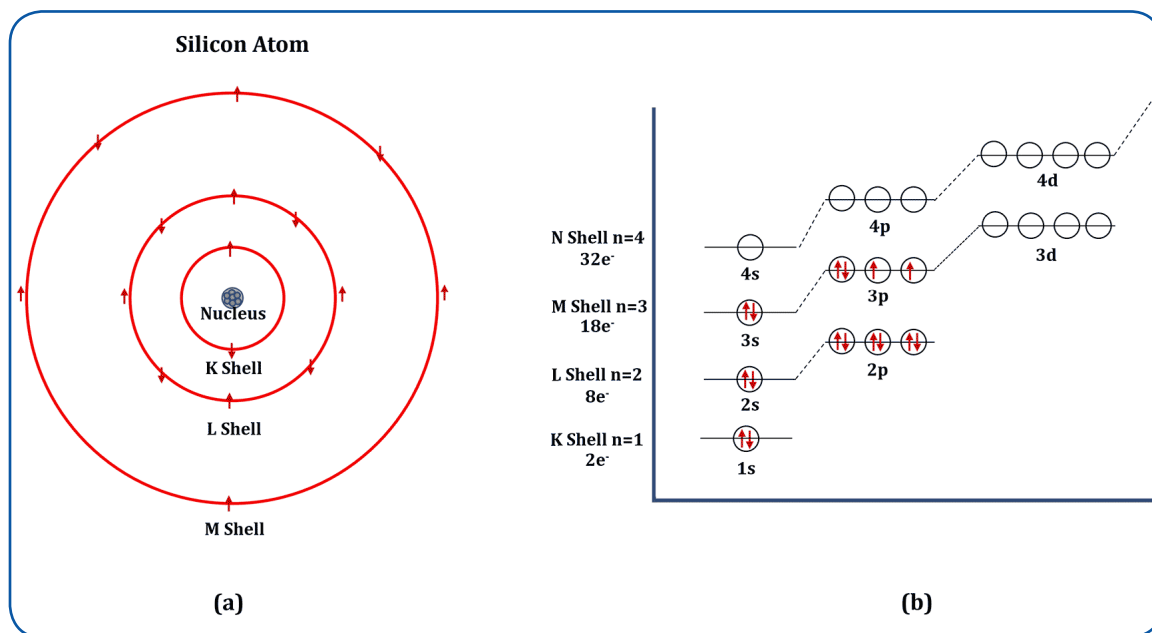 Silicon Atom
Nucleus
K Shell
L Shell
M Shell
(a)
4d
4p
3d
N Shell n=4
32e⁻
4s
3p
M Shell n=3
18e⁻
3s
2p
L Shell n=2
8e⁻
2s
K Shell n=1
2e⁻
1s
(b)